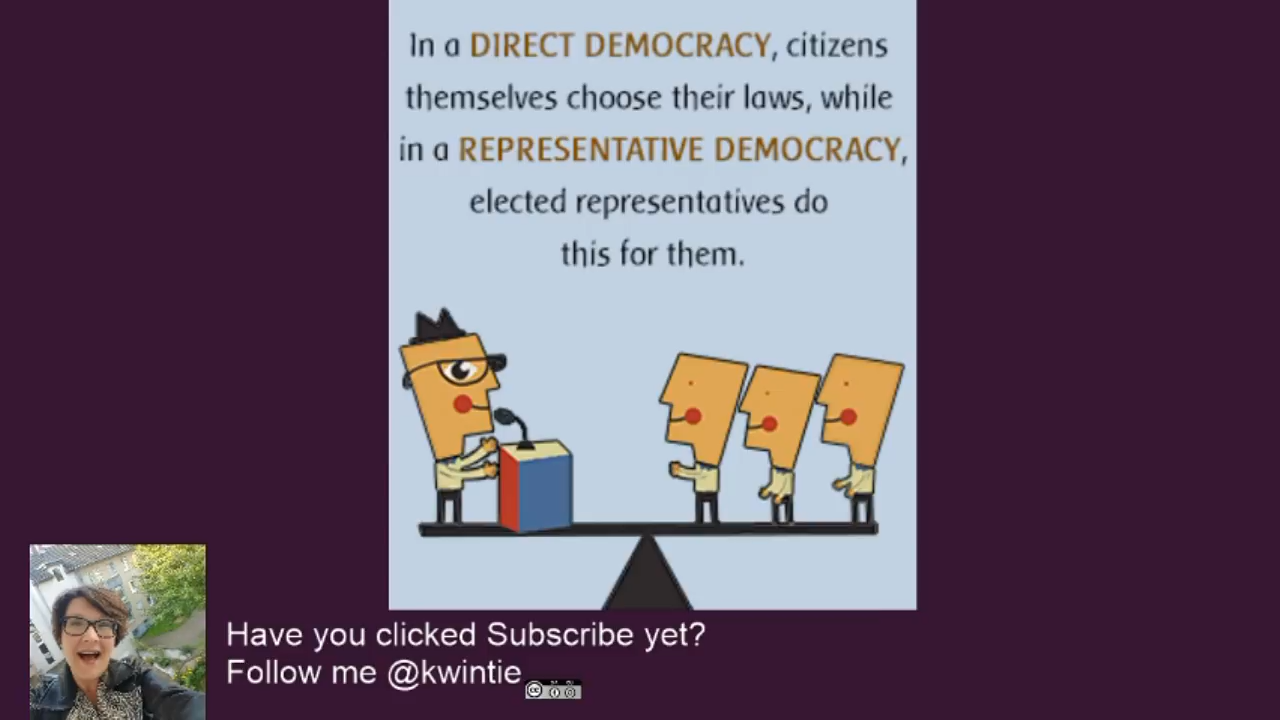 In a DIRECT DEMOCRACY, citizens
themselves choose their laws, while
in a REPRESENTATIVE DEMOCRACY,
elected representatives do
this for them.
Have you clicked Subscribe yet?
Follow me @kwintie